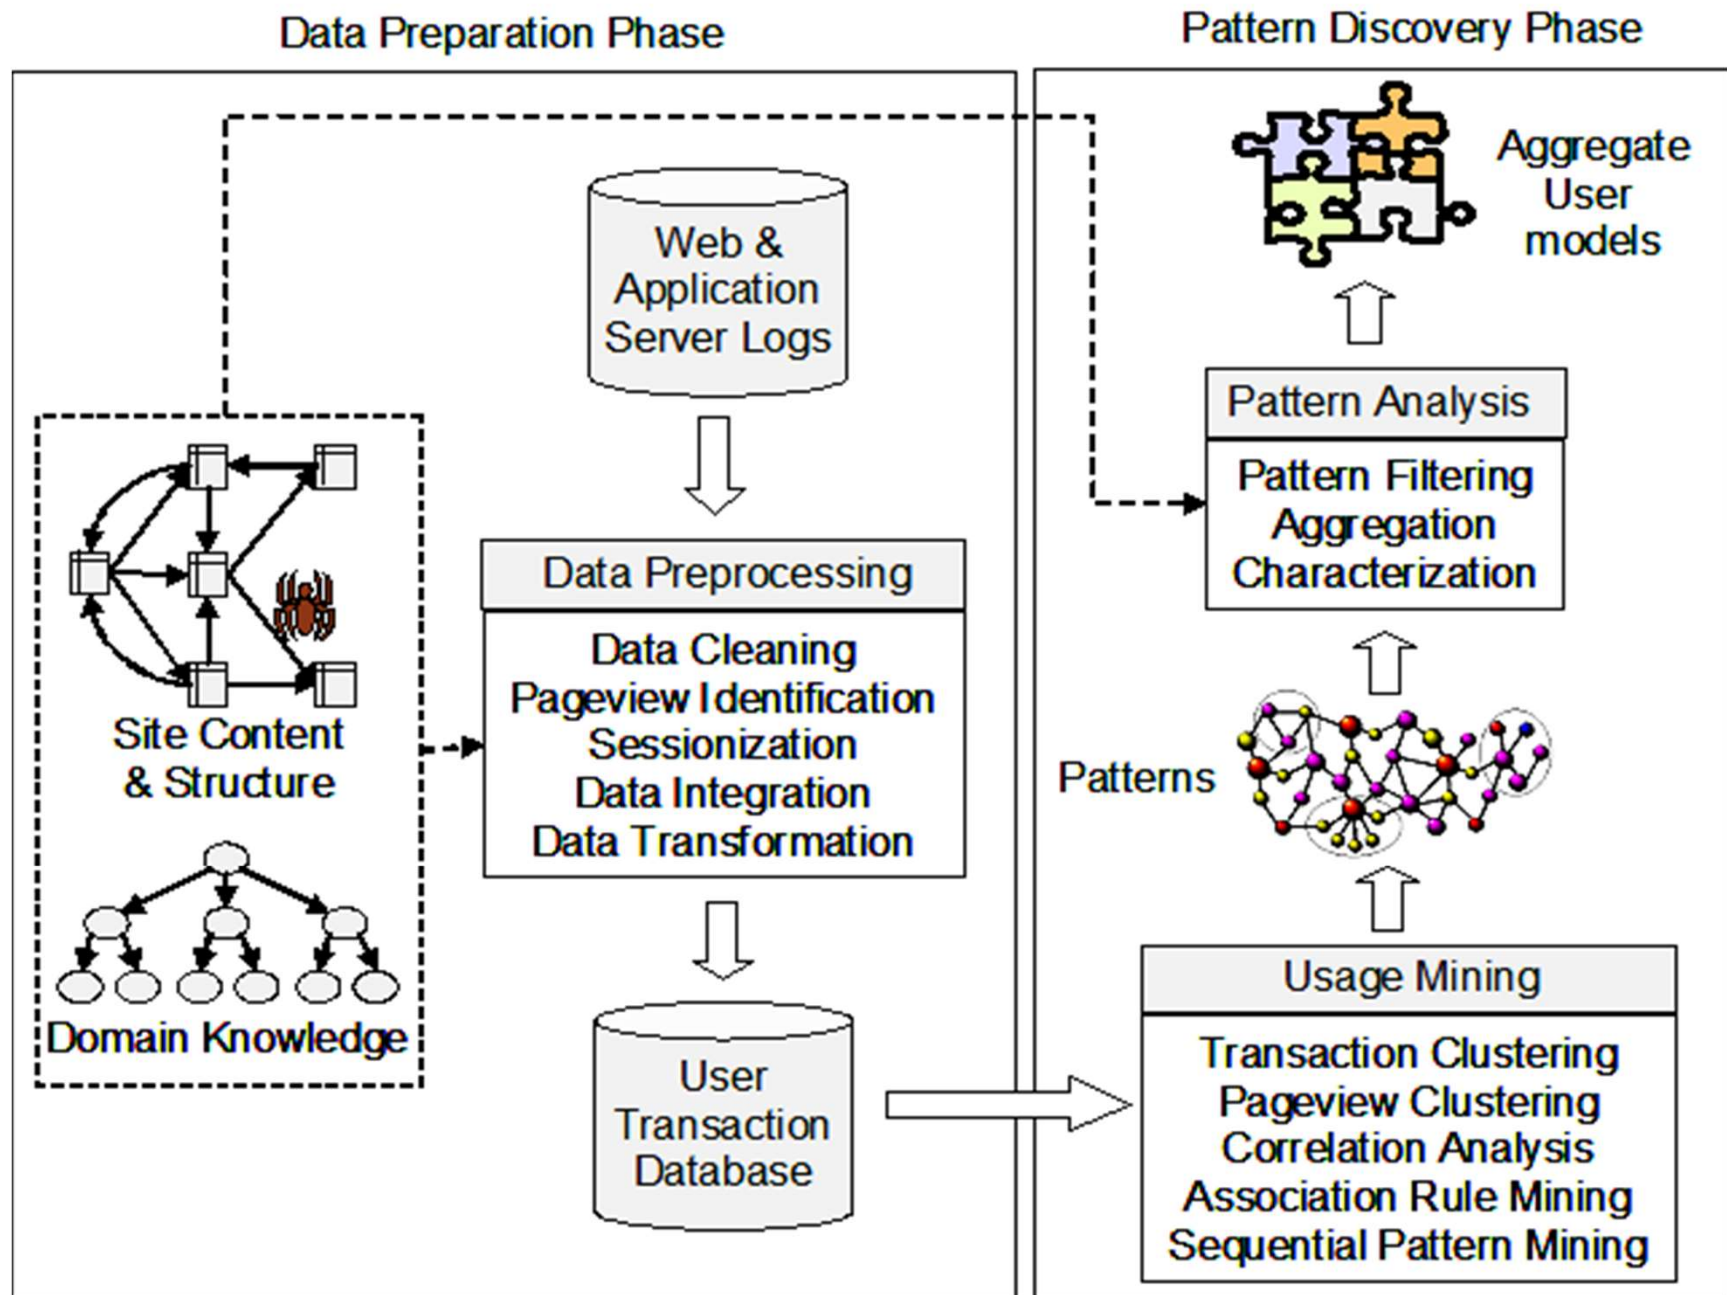 Data Preparation Phase
Web &
Application
Server Logs
Site Content
& Structure
Domain Knowledge
Data Preprocessing
Data Cleaning
Pageview Identification
Sessionization
Data Integration
Data Transformation
User
Transaction
Database
Pattern Discovery Phase
Aggregate
User
models
Pattern Analysis
Pattern Filtering
Aggregation
Characterization
Patterns
Usage Mining
Transaction Clustering
Pageview Clustering
Correlation Analysis
Association Rule Mining
Sequential Pattern Mining